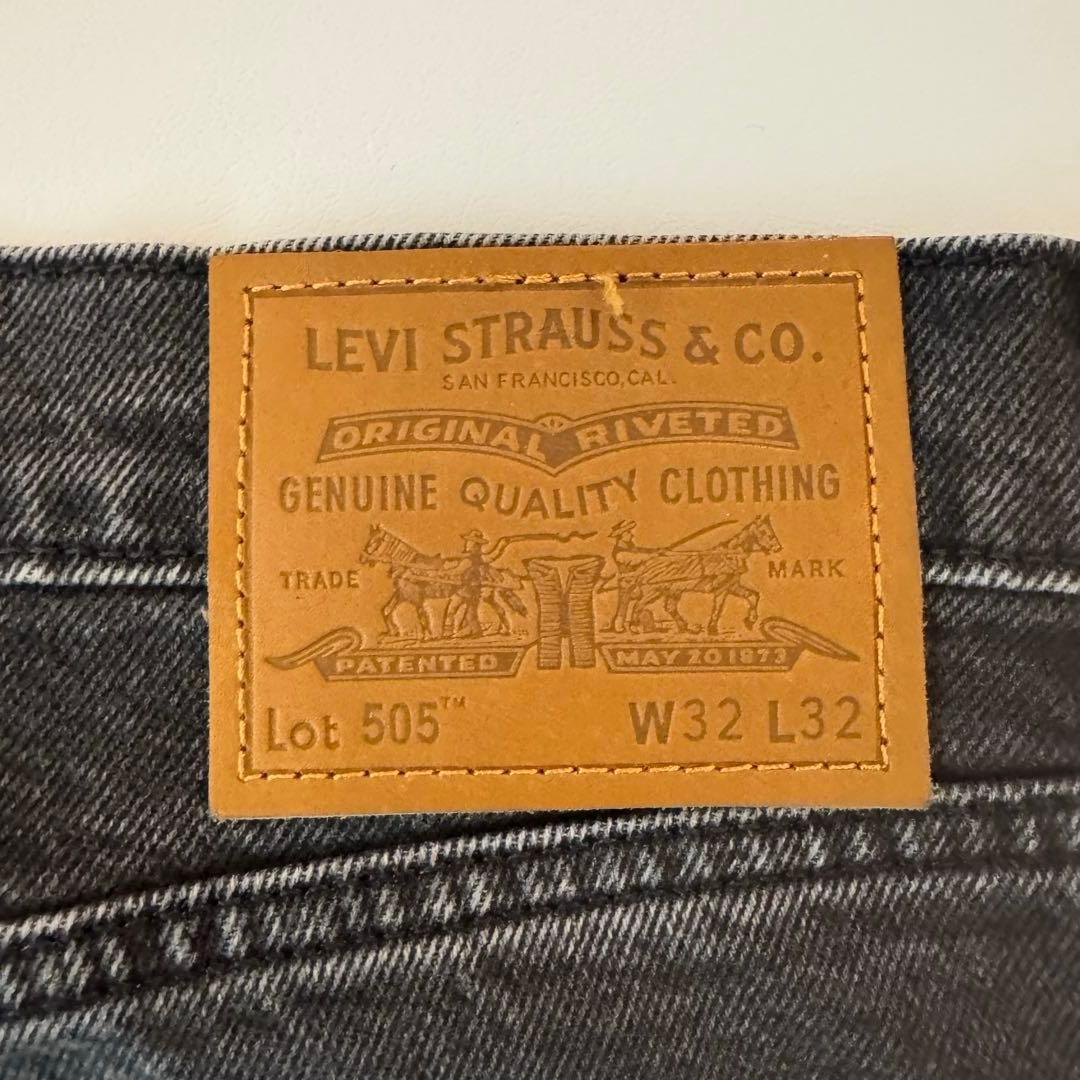 LEVI STRAUSS & CO.
SAN FRANCISCO, CAL.
ORIGINAL RIVETED
GENUINE QUALITY CLOTHING
TRADE MARK
PATENTED MAY 20 1873
Lot 505™ W32 L32